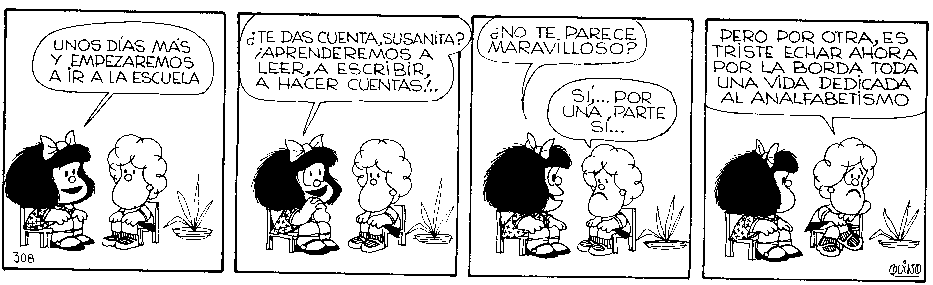 UNOS DÍAS MÁS
Y EMPEZAREMOS
A IR A LA ESCUELA
308
¿TE DAS CUENTA, SUSANITA?
¡APRENDEREMOS A
LEER, A ESCRIBIR,
A HACER CUENTAS!..
¿NO TE PARECE
MARAVILLOSO?
SÍ,... POR
UNA PARTE
SÍ...
PERO POR OTRA, ES
TRISTE ECHAR AHORA
POR LA BORDA TODA
UNA VIDA DEDICADA
AL ANALFABETISMO
QUINO